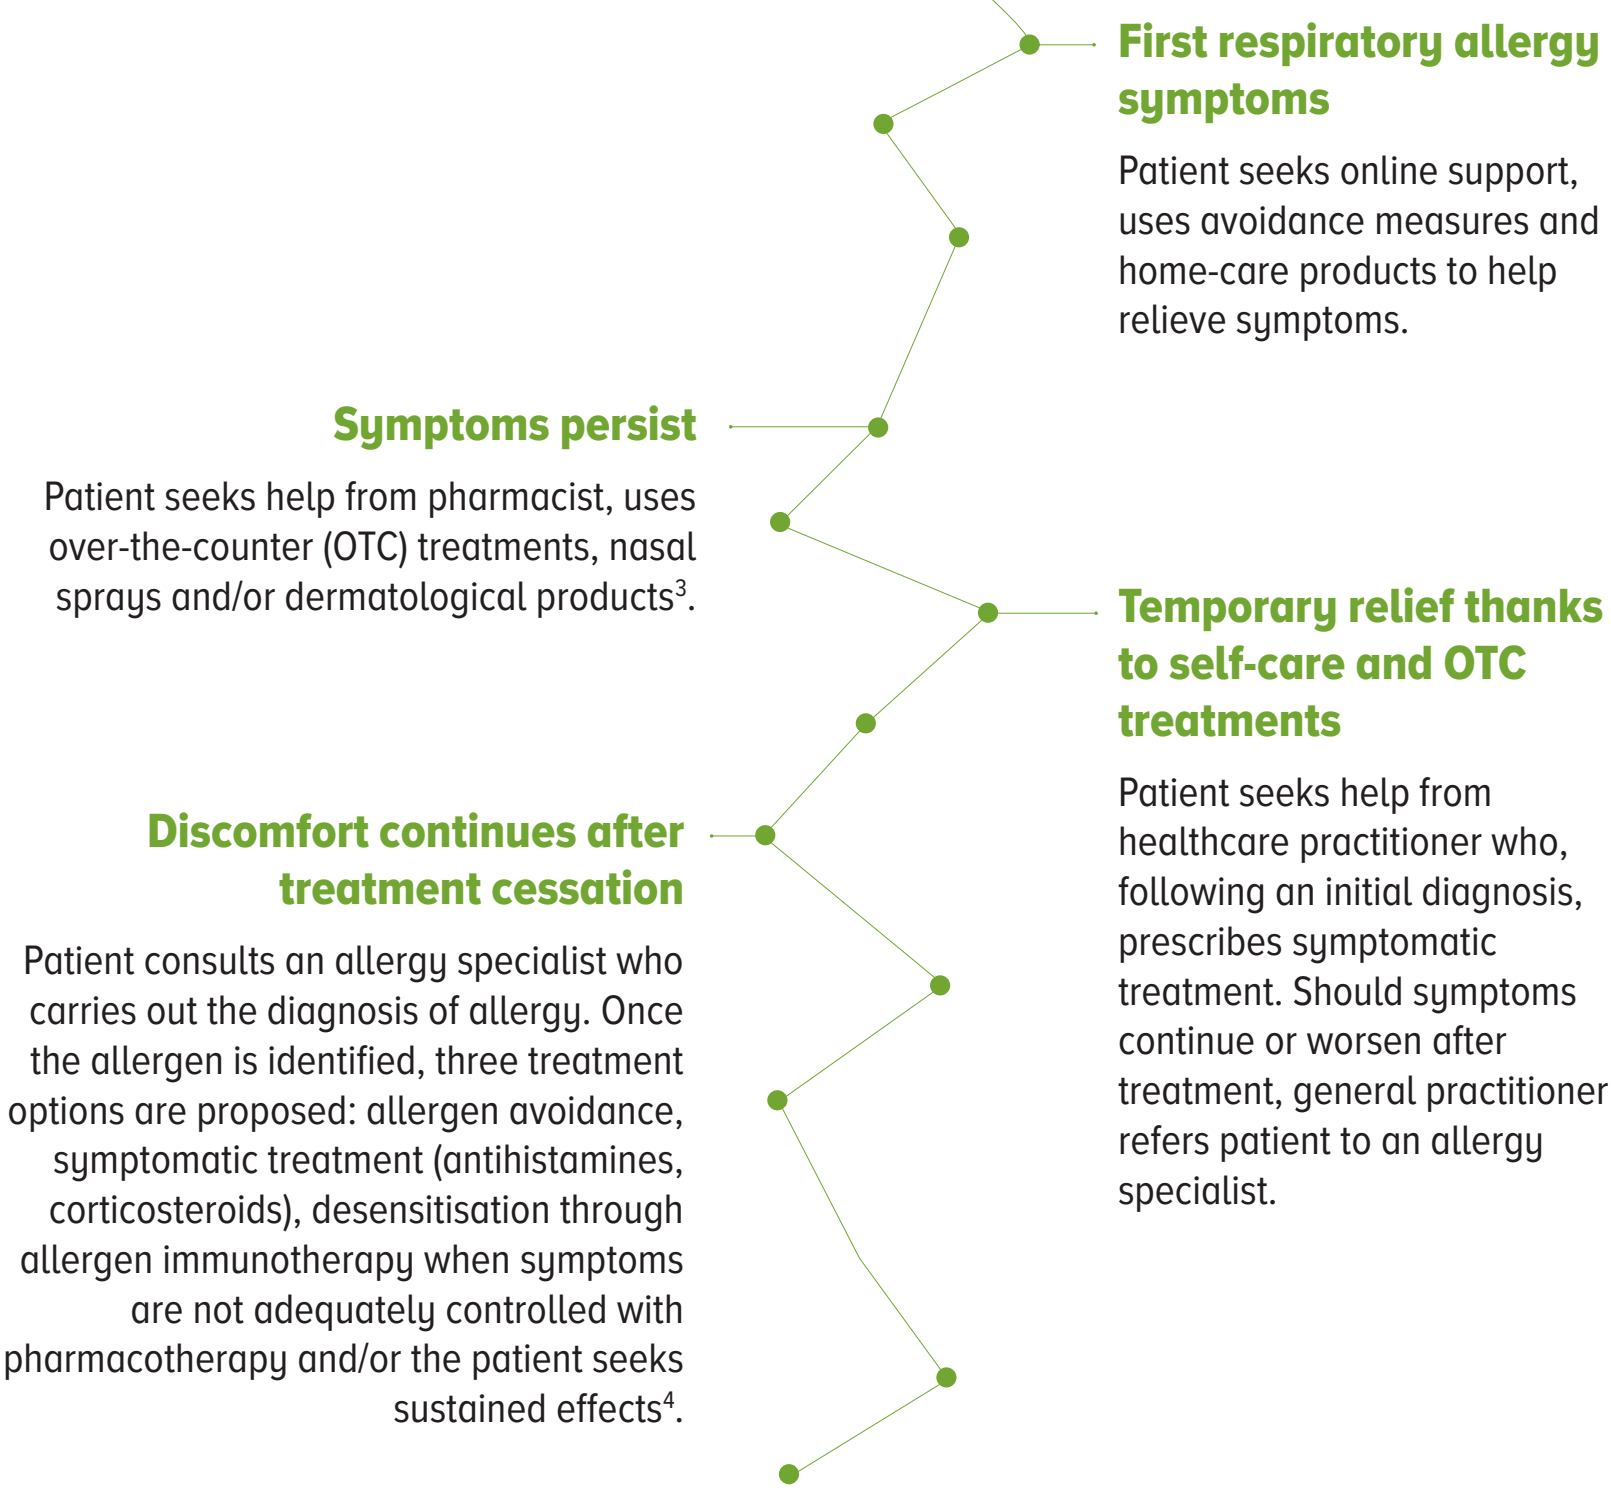 First respiratory allergy
symptoms
Patient seeks online support,
uses avoidance measures and
home-care products to help
relieve symptoms.
Symptoms persist
Patient seeks help from pharmacist, uses
over-the-counter (OTC) treatments, nasal
sprays and/or dermatological products³.
Temporary relief thanks
to self-care and OTC
treatments
Patient seeks help from
healthcare practitioner who,
following an initial diagnosis,
prescribes symptomatic
treatment. Should symptoms
continue or worsen after
treatment, general practitioner
refers patient to an allergy
specialist.
Discomfort continues after
treatment cessation
Patient consults an allergy specialist who
carries out the diagnosis of allergy. Once
the allergen is identified, three treatment
options are proposed: allergen avoidance,
symptomatic treatment (antihistamines,
corticosteroids), desensitisation through
allergen immunotherapy when symptoms
are not adequately controlled with
pharmacotherapy and/or the patient seeks
sustained effects⁴.